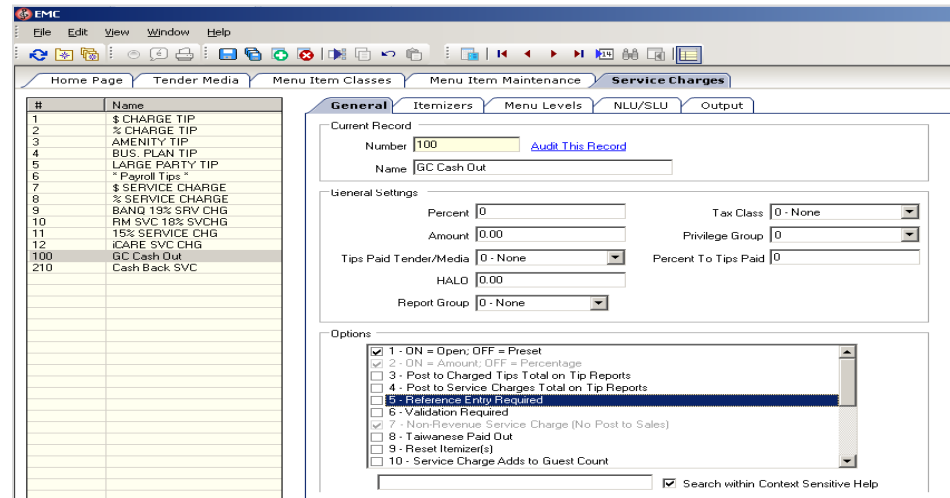 EMC
File Edit View Window Help
Home Page Tender Media Menu Item Classes Menu Item Maintenance Service Charges
# Name
1 $ CHARGE TIP
2 % CHARGE TIP
3 AMENITY TIP
4 BUS. PLAN TIP
5 LARGE PARTY TIP
6 * Payroll Tips *
7 $ SERVICE CHARGE
8 % SERVICE CHARGE
9 BANQ 19% SRV CHG
10 RM SVC 18% SVCHG
11 15% SERVICE CHG
12 iCARE SVC CHG
100 GC Cash Out
210 Cash Back SVC
General Itemizers Menu Levels NLU/SLU Output
Current Record
Number 100 Audit This Record
Name GC Cash Out
General Settings
Percent 0 Tax Class 0 - None
Amount 0.00 Privilege Group 0
Tips Paid Tender/Media 0 - None Percent To Tips Paid 0
HALO 0.00
Report Group 0 - None
Options
1 - ON = Open; OFF = Preset
2 - ON = Amount; OFF = Percentage
3 - Post to Charged Tips Total on Tip Reports
4 - Post to Service Charges Total on Tip Reports
5 - Reference Entry Required
6 - Validation Required
7 - Non-Revenue Service Charge (No Post to Sales)
8 - Taiwanese Paid Out
9 - Reset Itemizer(s)
10 - Service Charge Adds to Guest Count
Search within Context Sensitive Help